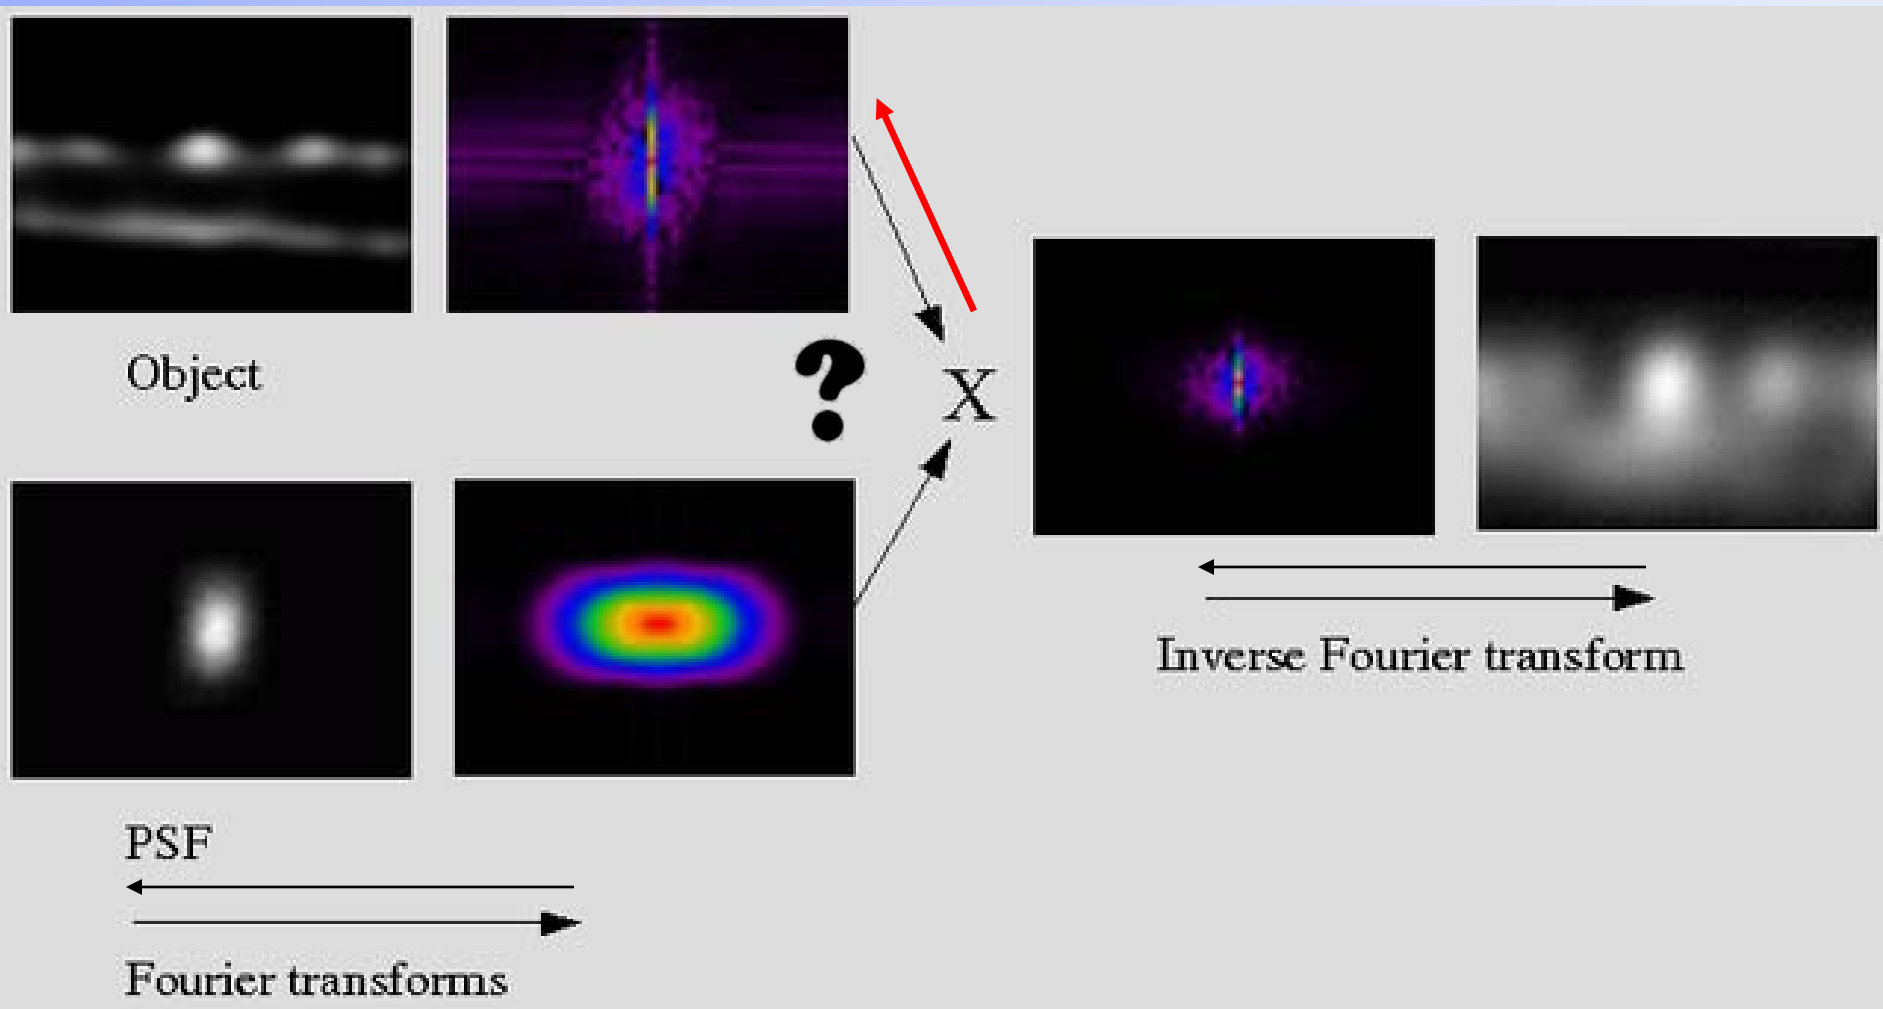 Object
?
X
PSF
Fourier transforms
Inverse Fourier transform